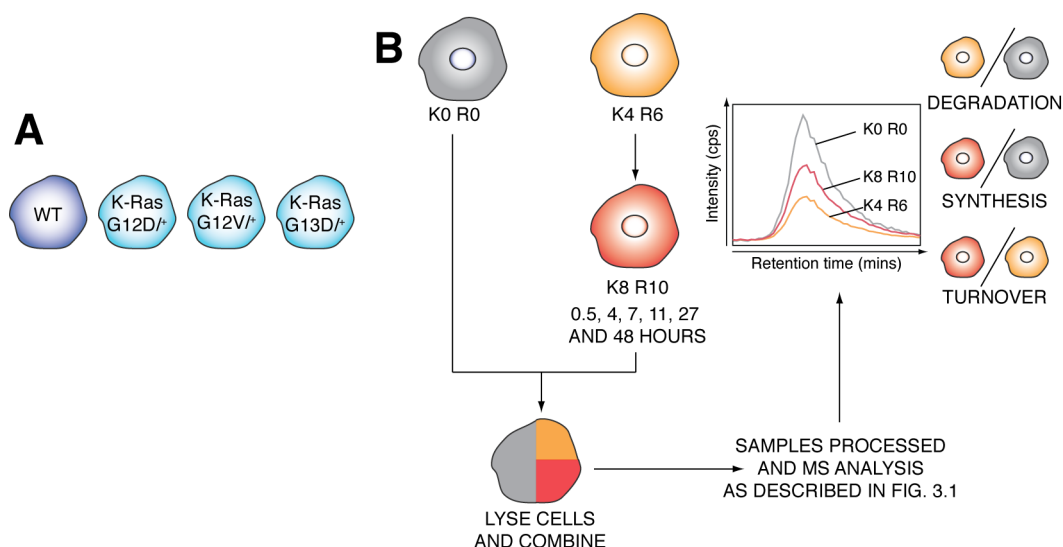 A
WT
K-Ras
G12D/+
K-Ras
G12V/+
K-Ras
G13D/+
B
K0 R0
K4 R6
K8 R10
0.5, 4, 7, 11, 27
AND 48 HOURS
LYSE CELLS
AND COMBINE
SAMPLES PROCESSED
AND MS ANALYSIS
AS DESCRIBED IN FIG. 3.1
Intensity (cps)
K0 R0
K8 R10
K4 R6
Retention time (mins)
DEGRADATION
SYNTHESIS
TURNOVER